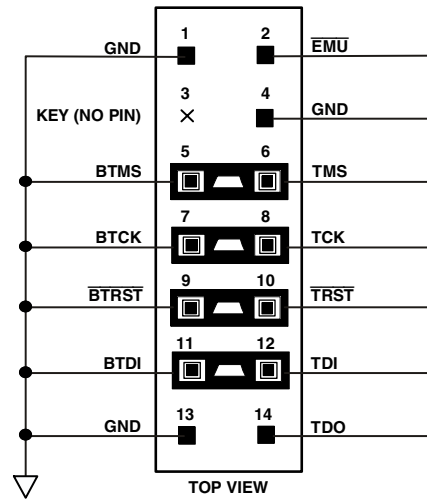 1 2
GND EMU
3 4
KEY (NO PIN) GND
5 6
BTMS TMS
7 8
BTCK TCK
9 10
BTRST TRST
11 12
BTDI TDI
13 14
GND TDO
TOP VIEW